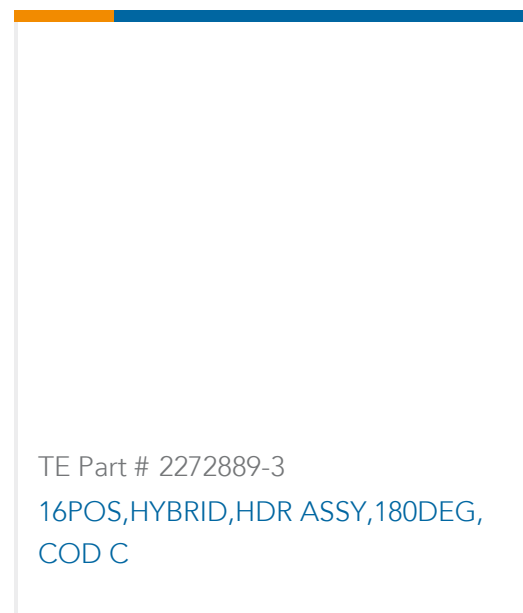 TE Part # 2272889-3
16POS,HYBRID,HDR ASSY,180DEG,
COD C